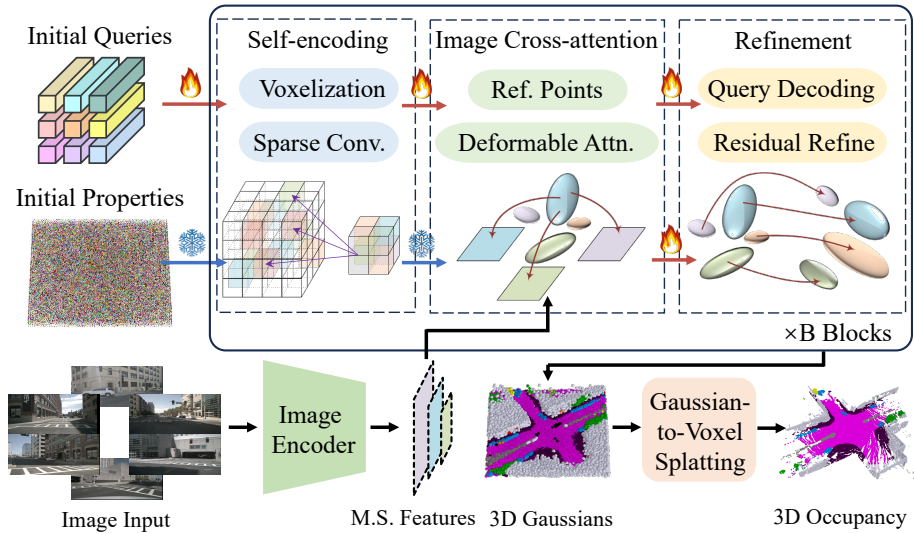 Initial Queries
Self-encoding
Voxelization
Sparse Conv.
Image Cross-attention
Ref. Points
Deformable Attn.
Refinement
Query Decoding
Residual Refine
Initial Properties
×B Blocks
Image
Encoder
Gaussian-
to-Voxel
Splatting
Image Input
M.S. Features
3D Gaussians
3D Occupancy